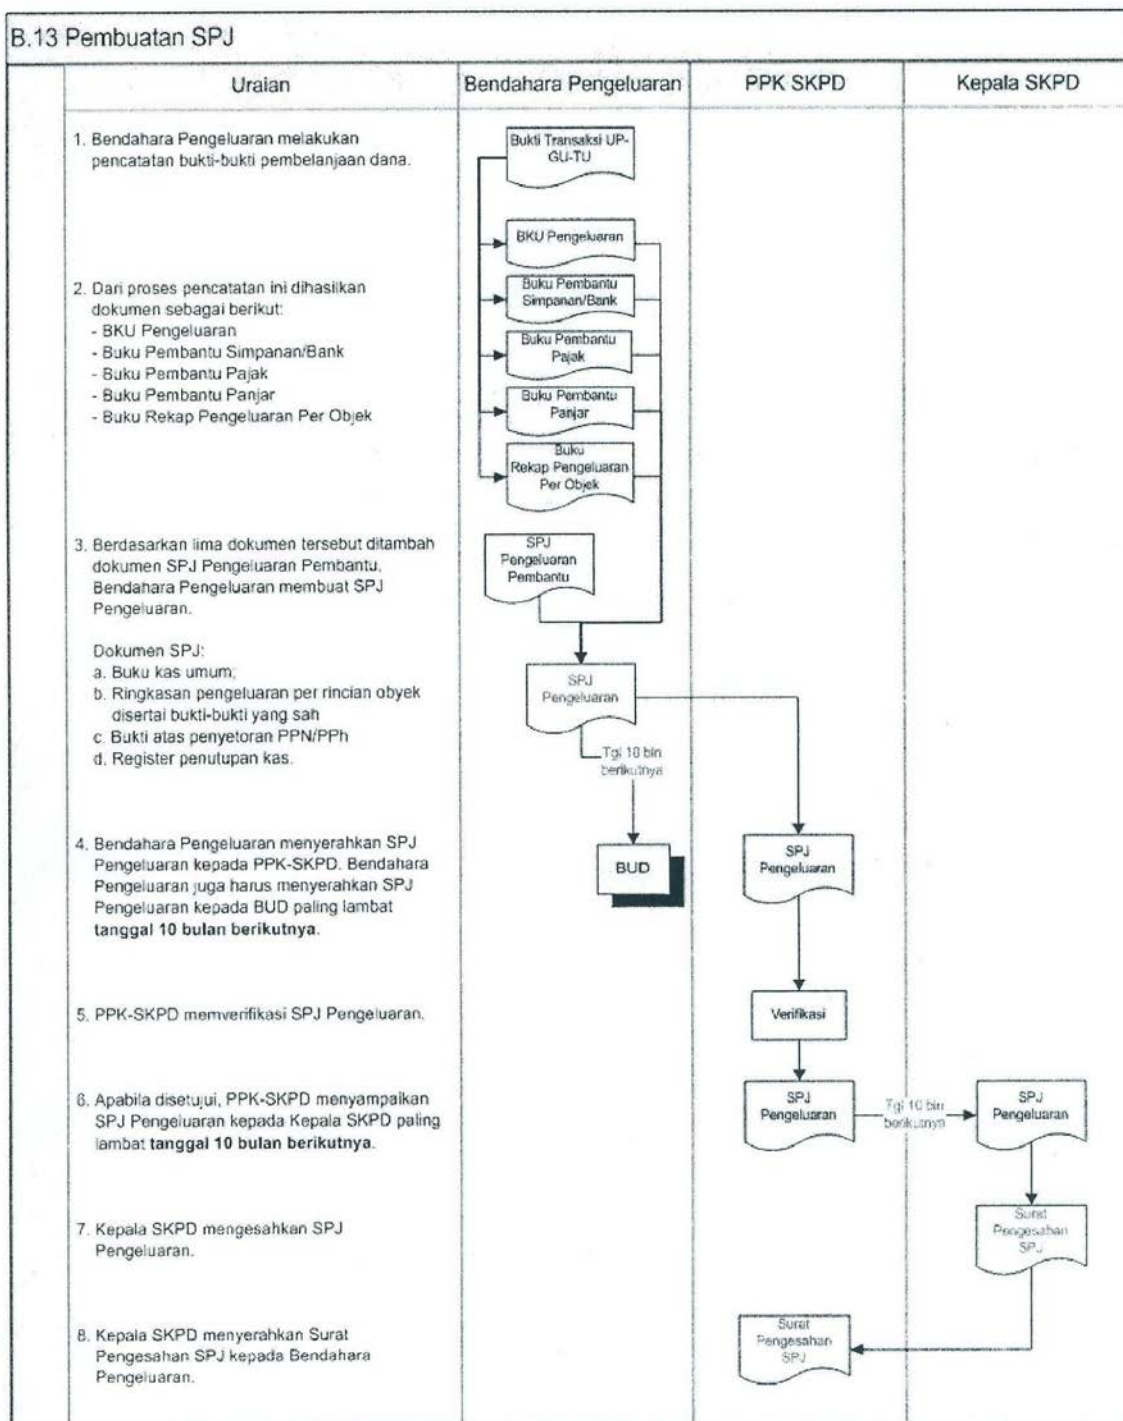 B.13 Pembuatan SPJ
Uraian
Bendahara Pengeluaran
PPK SKPD
Kepala SKPD
1. Bendahara Pengeluaran melakukan
pencatatan bukti-bukti pembelanjaan dana.
2. Dari proses pencatatan ini dihasilkan
dokumen sebagai berikut:
- BKU Pengeluaran
- Buku Pembantu Simpanan/Bank
- Buku Pembantu Pajak
- Buku Pembantu Panjar
- Buku Rekap Pengeluaran Per Objek
3. Berdasarkan lima dokumen tersebut ditambah
dokumen SPJ Pengeluaran Pembantu,
Bendahara Pengeluaran membuat SPJ
Pengeluaran.
Dokumen SPJ:
a. Buku kas umum;
b. Ringkasan pengeluaran per rincian obyek
disertai bukti-bukti yang sah
c. Bukti atas penyetoran PPN/PPh
d. Register penutupan kas.
4. Bendahara Pengeluaran menyerahkan SPJ
Pengeluaran kepada PPK-SKPD. Bendahara
Pengeluaran juga harus menyerahkan SPJ
Pengeluaran kepada BUD paling lambat
tanggal 10 bulan berikutnya.
5. PPK-SKPD memverifikasi SPJ Pengeluaran.
6. Apabila disetujui, PPK-SKPD menyampaikan
SPJ Pengeluaran kepada Kepala SKPD paling
lambat tanggal 10 bulan berikutnya.
7. Kepala SKPD mengesahkan SPJ
Pengeluaran.
8. Kepala SKPD menyerahkan Surat
Pengesahan SPJ kepada Bendahara
Pengeluaran.
Bukti Transaksi UP-
GU-TU
BKU Pengeluaran
Buku Pembantu
Simpanan/Bank
Buku Pembantu
Pajak
Buku Pembantu
Panjar
Buku
Rekap Pengeluaran
Per Objek
SPJ
Pengeluaran
Pembantu
SPJ
Pengeluaran
Tgl 10 bln
berikutnya
BUD
SPJ
Pengeluaran
Verifikasi
SPJ
Pengeluaran
Tgl 10 bln
berikutnya
SPJ
Pengeluaran
Surat
Pengesahan
SPJ
Surat
Pengesahan
SPJ